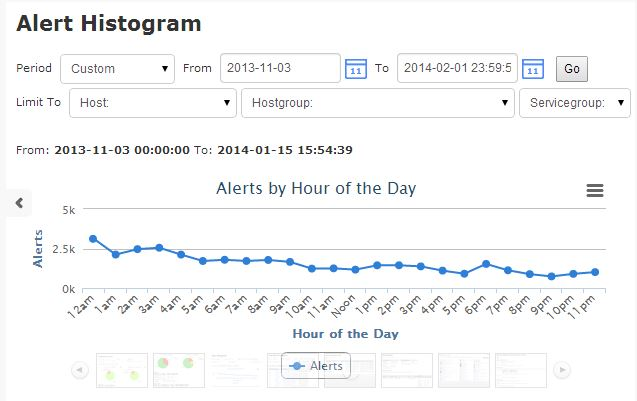 Alert Histogram
Period Custom From 2013-11-03 11 To 2014-02-01 23:59:5 11 Go
Limit To Host: Hostgroup: Servicegroup:
From: 2013-11-03 00:00:00 To: 2014-01-15 15:54:39
Alerts by Hour of the Day
5k
2.5k
0k
Alerts
12am 1am 2am 3am 4am 5am 6am 7am 8am 9am 10am 11am Noon 1pm 2pm 3pm 4pm 5pm 6pm 7pm 8pm 9pm 10pm 11pm
Hour of the Day
Alerts